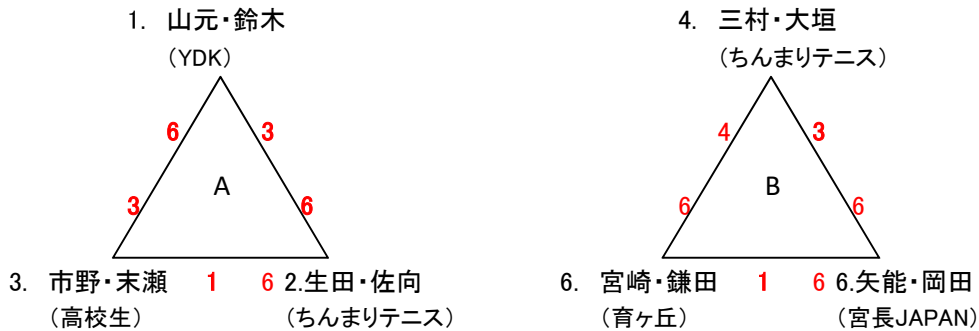 1. 山元・鈴木
(YDK)
6 3
A
3 6
3. 市野・末瀬 1 6 2.生田・佐向
(高校生) (ちんまりテニス)
4. 三村・大垣
(ちんまりテニス)
4 3
B
6 6
6. 宮崎・鎌田 1 6 6.矢能・岡田
(育ヶ丘) (宮長JAPAN)